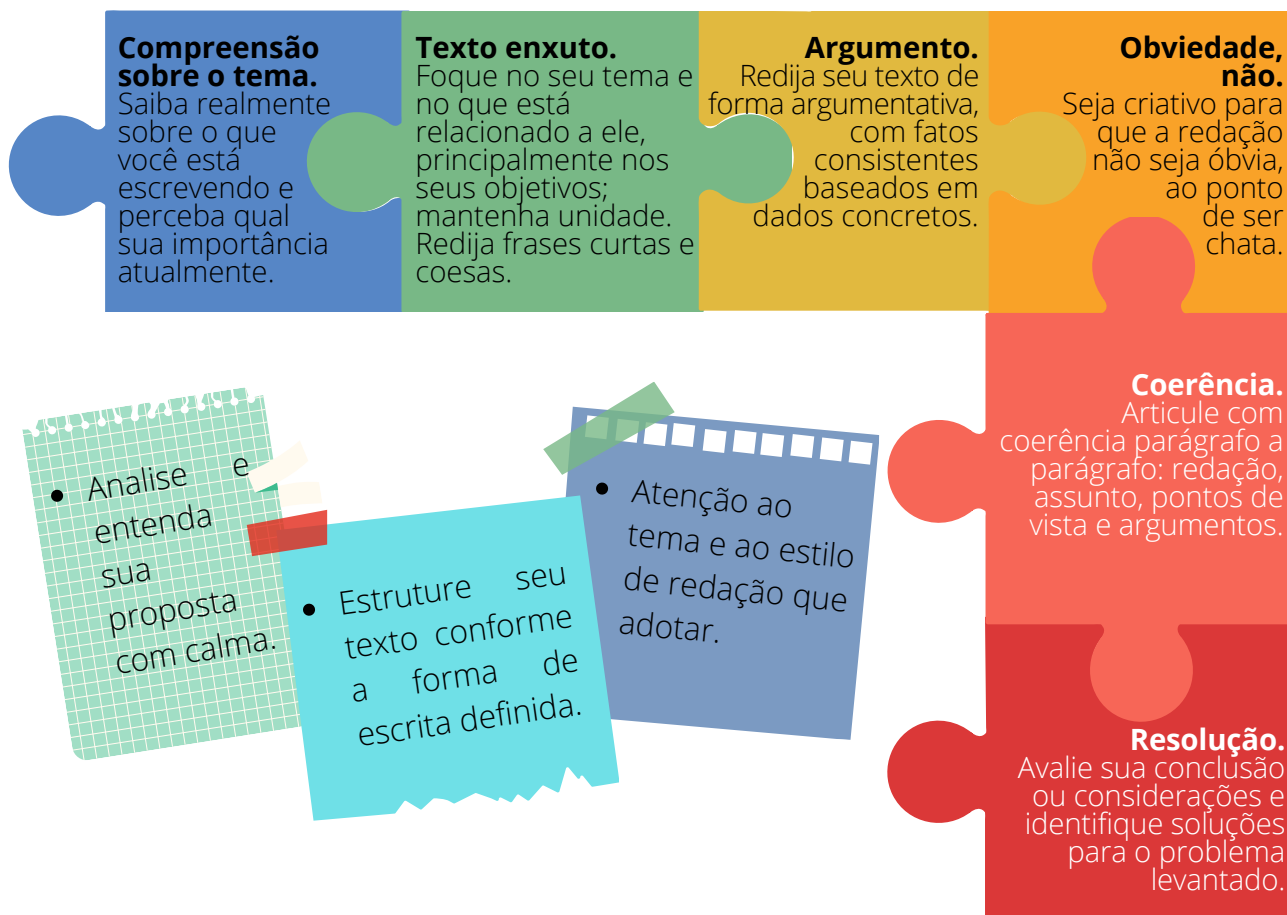 Compreensão
sobre o tema.
Saiba realmente
sobre o que
você está
escrevendo e
perceba qual
sua importância
atualmente.
Texto enxuto.
Foque no seu tema e
no que está
relacionado a ele,
principalmente nos
seus objetivos;
mantenha unidade.
Redija frases curtas e
coesas.
Argumento.
Redija seu texto de
forma argumentativa,
com fatos
consistentes
baseados em
dados concretos.
Obviedade,
não.
Seja criativo para
que a redação
não seja óbvia,
ao ponto
de ser
chata.
Coerência.
Articule com
coerência parágrafo a
parágrafo: redação,
assunto, pontos de
vista e argumentos.
Resolução.
Avalie sua conclusão
ou considerações e
identifique soluções
para o problema
levantado.
• Analise e
entenda
sua
proposta
com calma.
• Estruture seu
texto conforme
a forma de
escrita definida.
• Atenção ao
tema e ao estilo
de redação que
adotar.